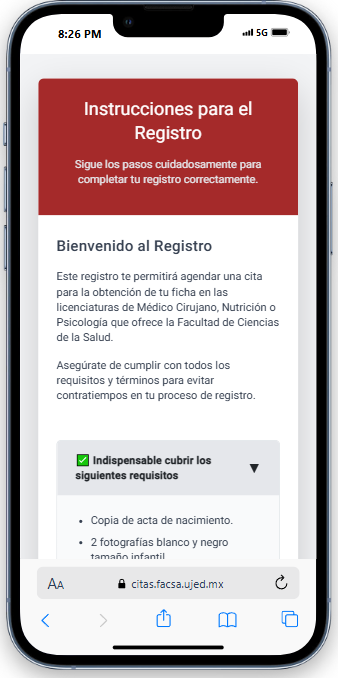 8:26 PM
5G
Instrucciones para el
Registro
Sigue los pasos cuidadosamente para
completar tu registro correctamente.
Bienvenido al Registro
Este registro te permitirá agendar una cita
para la obtención de tu ficha en las
licenciaturas de Médico Cirujano, Nutrición o
Psicología que ofrece la Facultad de Ciencias
de la Salud.
Asegúrate de cumplir con todos los
requisitos y términos para evitar
contratiempos en tu proceso de registro.
✅ Indispensable cubrir los
siguientes requisitos
▼
• Copia de acta de nacimiento.
• 2 fotografías blanco y negro
tamaño infantil
AA
citas.facsa.ujed.mx